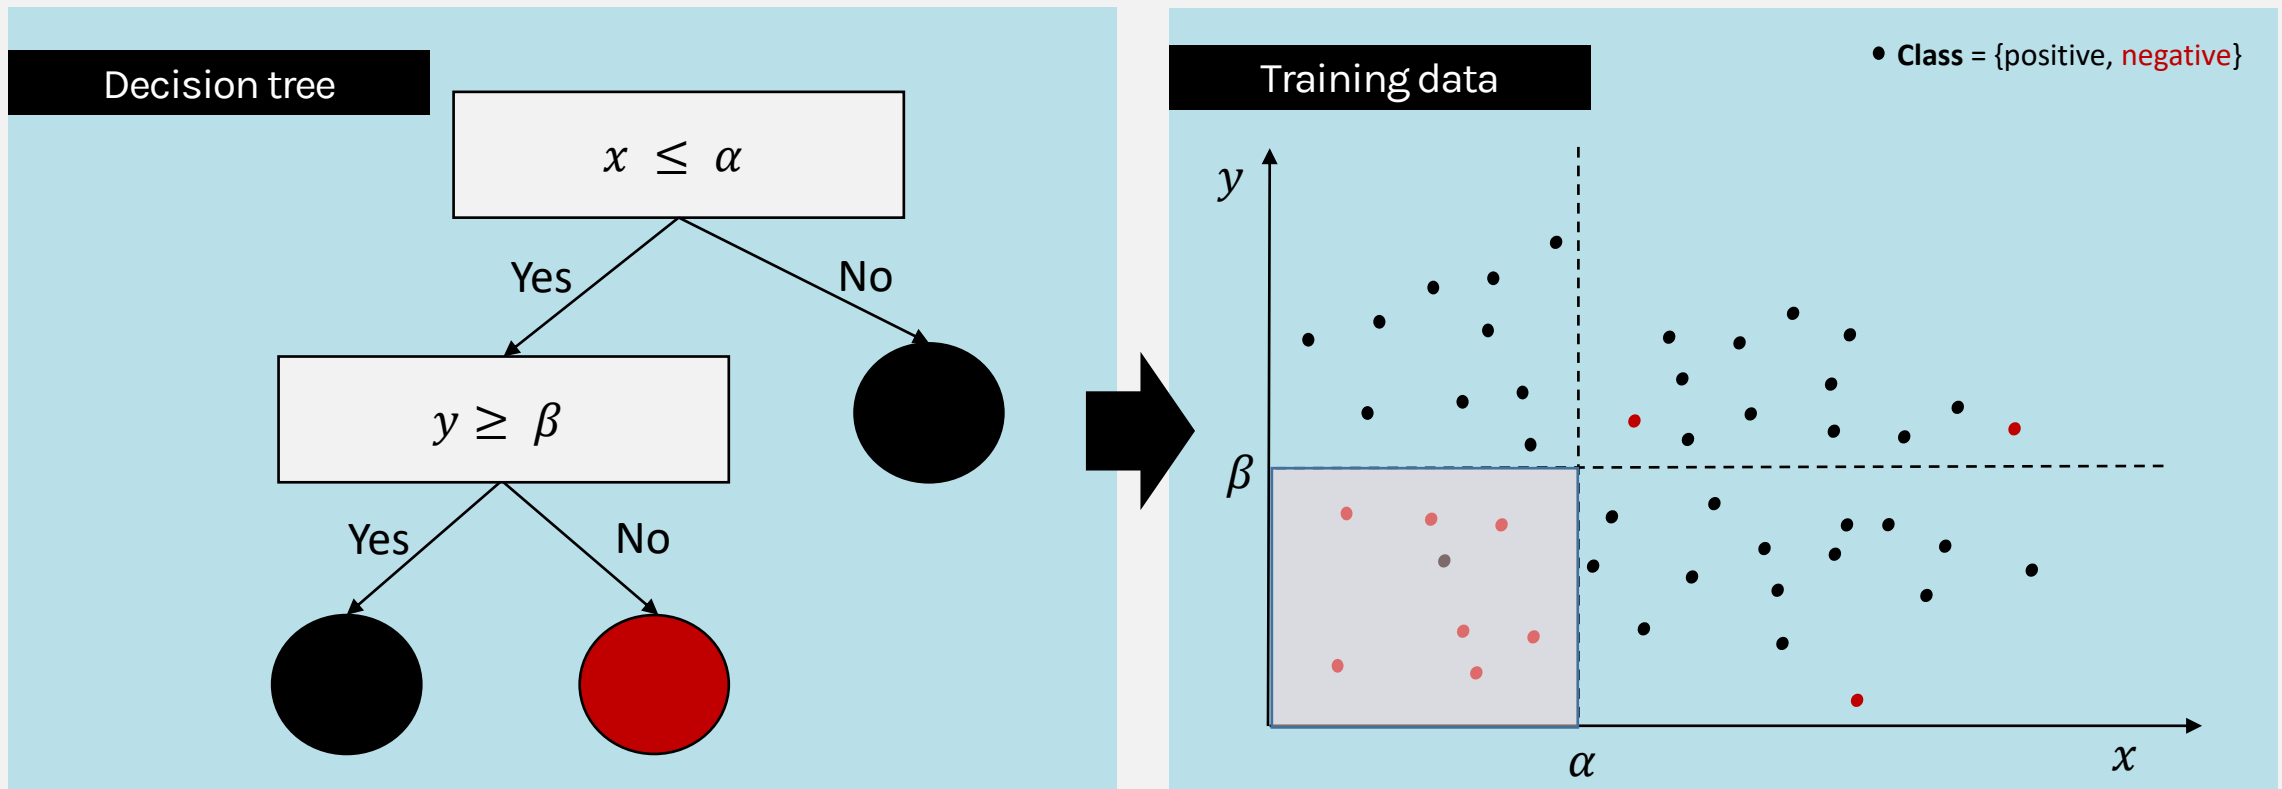 Decision tree
x ≤ α
Yes
No
y ≥ β
Yes
No
Training data
• Class = {positive, negative}
y
β
α
x